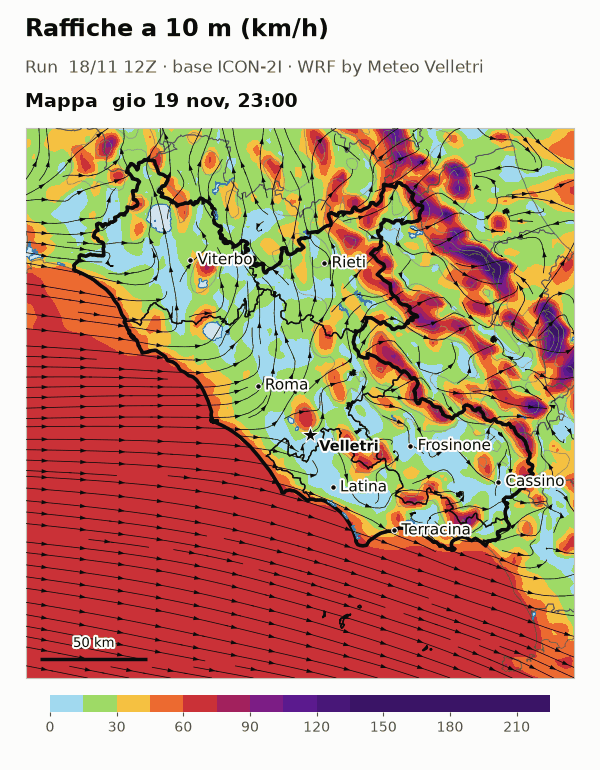 Raffiche a 10 m (km/h)
Run  18/11 12Z · base ICON-2I · WRF by Meteo Velletri
Mappa  gio 19 nov, 23:00
Viterbo
Rieti
Roma
Velletri
Frosinone
Cassino
Latina
Terracina
50 km
0 30 60 90 120 150 180 210